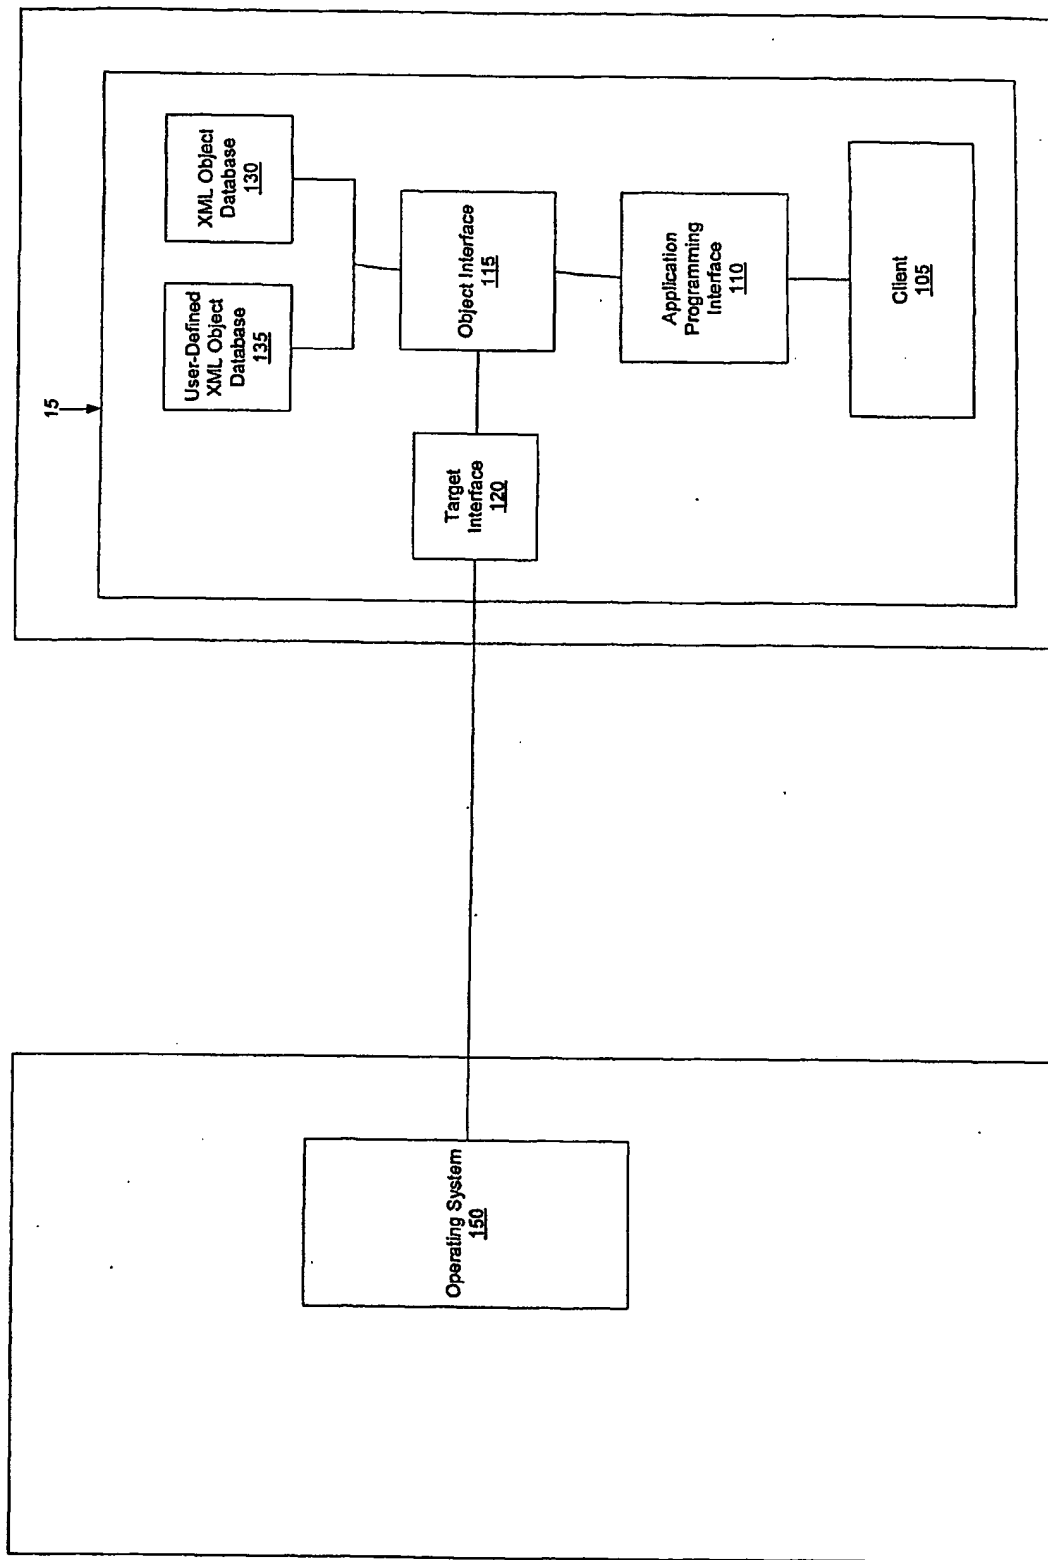 15
User-Defined
XML Object
Database
135
XML Object
Database
130
Target
Interface
120
Object Interface
115
Application
Programming
Interface
110
Client
105
Operating System
150